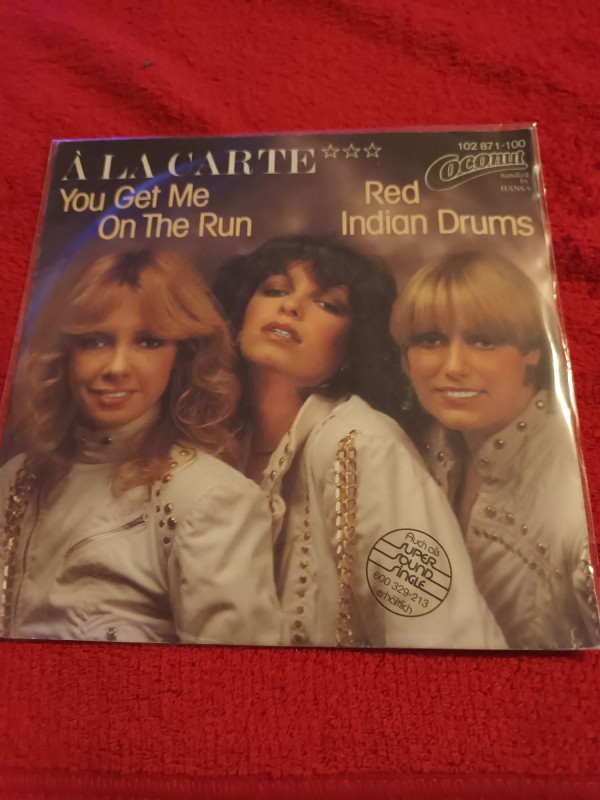 À LA CARTE ☆☆☆
102 871-100
Coconut
handled
by
HANSA
You Get Me
On The Run
Red
Indian Drums
Auch als
SUPER
SOUND
SINGLE
600 329-213
erhältlich